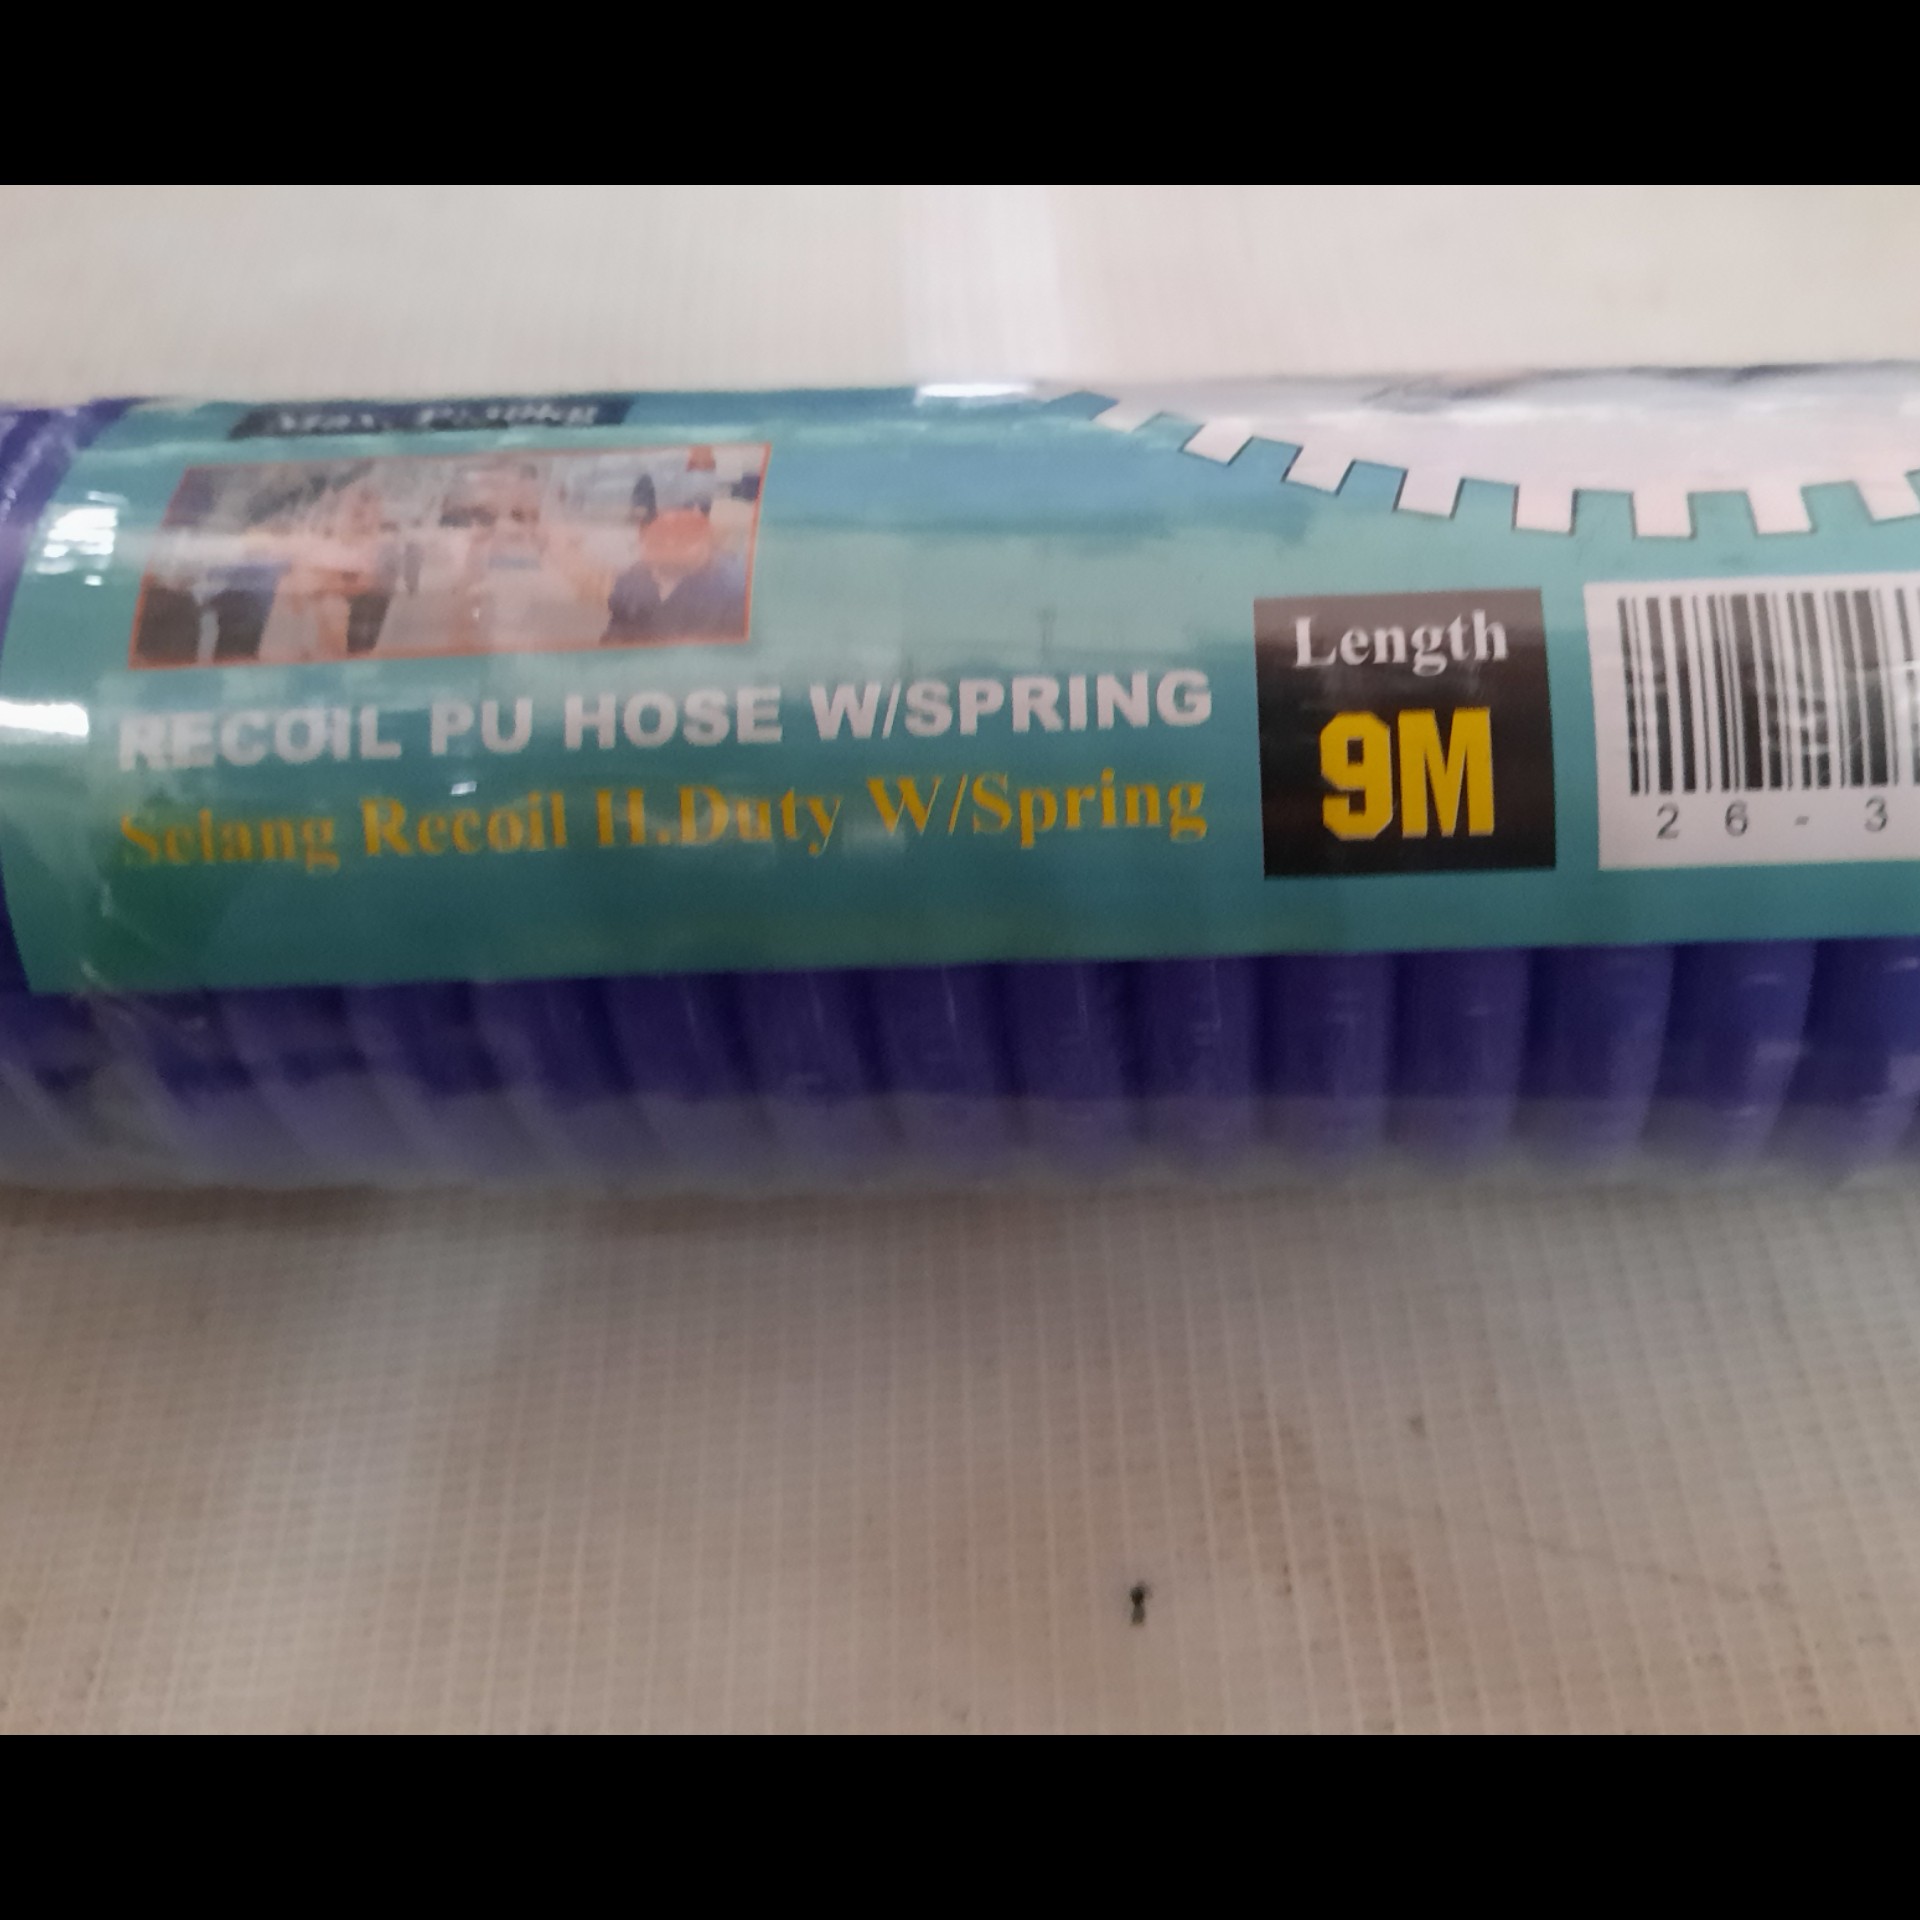 RECOIL PU HOSE W/SPRING
Selang Recoil H.Duty W/Spring
Length
9M
26-3